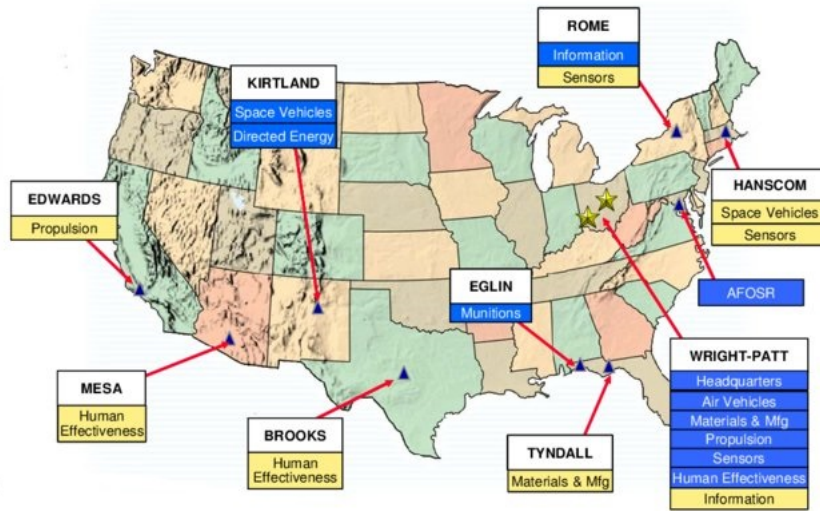 ROME
Information
Sensors
KIRTLAND
Space Vehicles
Directed Energy
EDWARDS
Propulsion
HANSCOM
Space Vehicles
Sensors
AFOSR
EGLIN
Munitions
WRIGHT-PATT
Headquarters
Air Vehicles
Materials & Mfg
Propulsion
Sensors
Human Effectiveness
Information
MESA
Human
Effectiveness
BROOKS
Human
Effectiveness
TYNDALL
Materials & Mfg